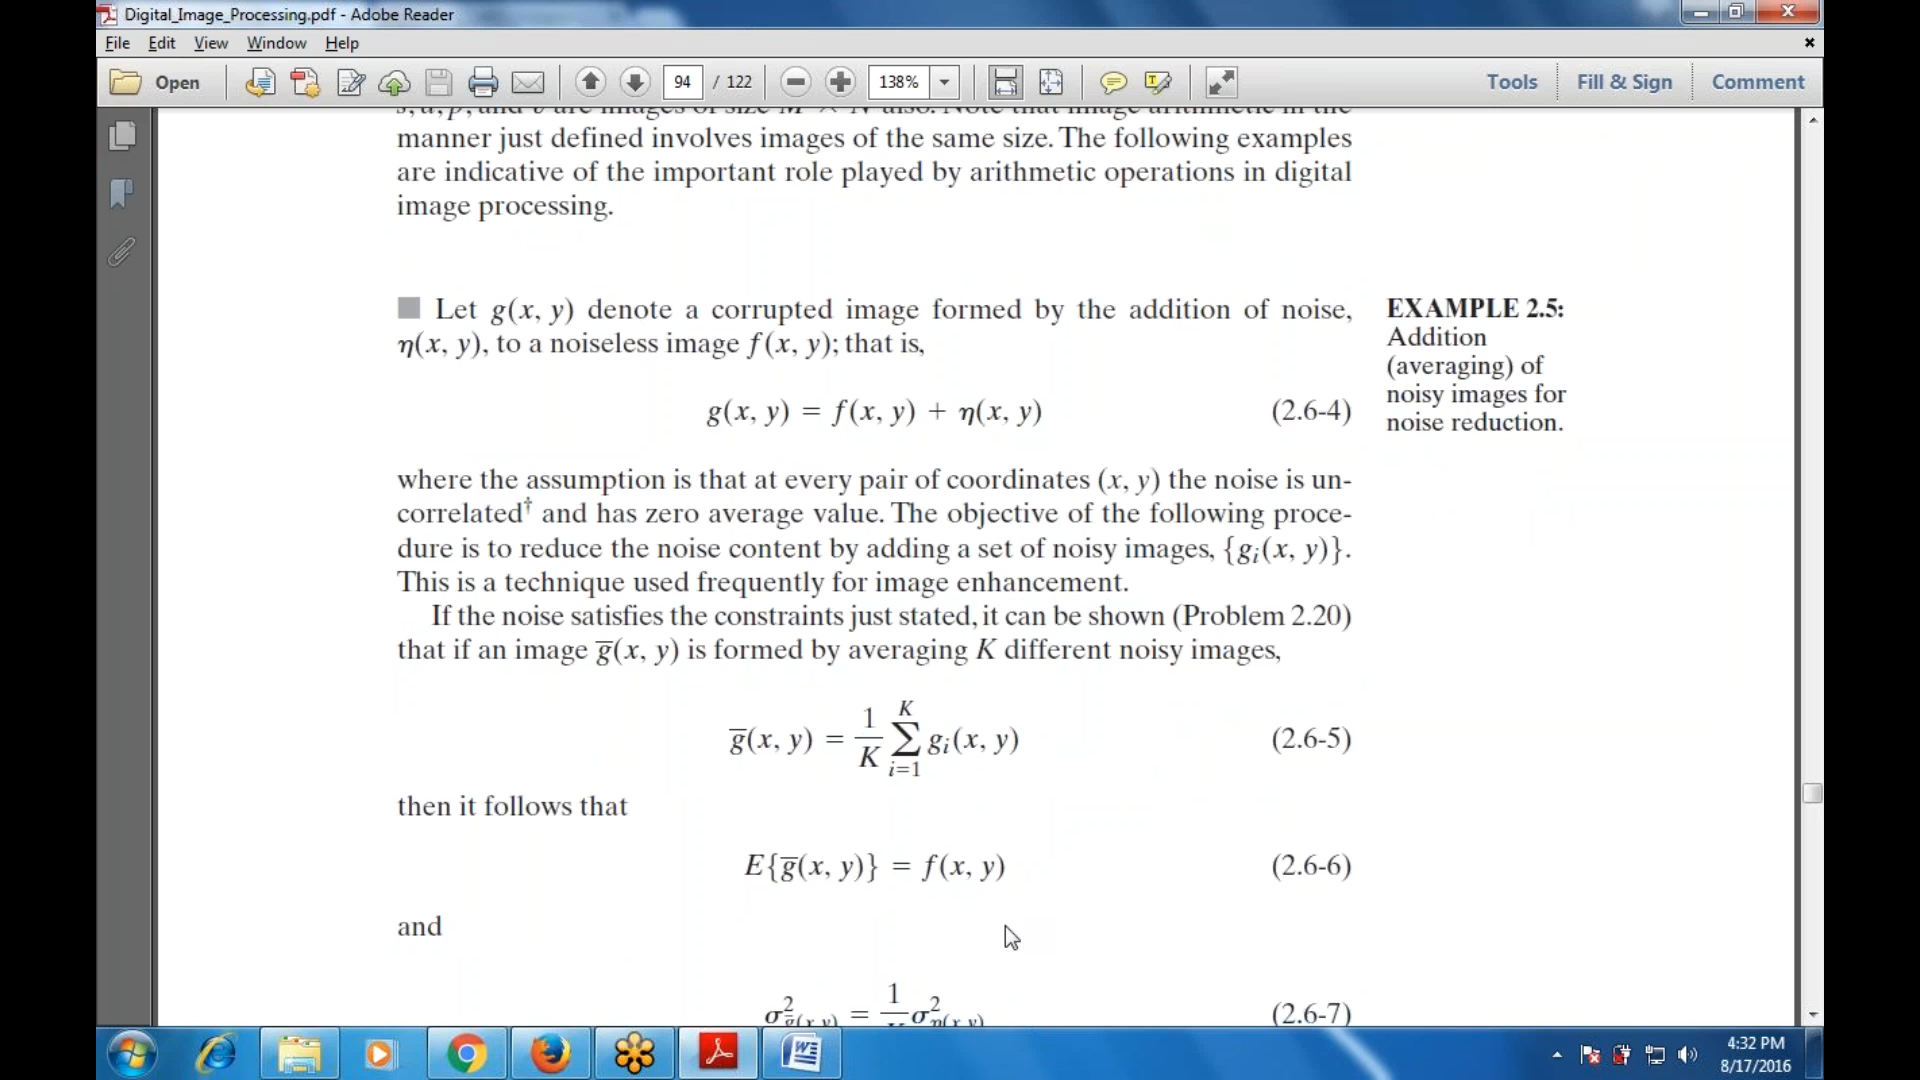 Digital_Image_Processing.pdf - Adobe Reader
File Edit View Window Help
Open 94 / 122 138% Tools Fill & Sign Comment
manner just defined involves images of the same size. The following examples
are indicative of the important role played by arithmetic operations in digital
image processing.
Let g(x, y) denote a corrupted image formed by the addition of noise,
η(x, y), to a noiseless image f(x, y); that is,
g(x, y) = f(x, y) + η(x, y) (2.6-4)
EXAMPLE 2.5:
Addition
(averaging) of
noisy images for
noise reduction.
where the assumption is that at every pair of coordinates (x, y) the noise is un-
correlated† and has zero average value. The objective of the following proce-
dure is to reduce the noise content by adding a set of noisy images, {gᵢ(x, y)}.
This is a technique used frequently for image enhancement.
If the noise satisfies the constraints just stated, it can be shown (Problem 2.20)
that if an image g̅(x, y) is formed by averaging K different noisy images,
g̅(x, y) = 1/K ∑ᵢ₌₁ᴷ gᵢ(x, y) (2.6-5)
then it follows that
E{g̅(x, y)} = f(x, y) (2.6-6)
and
σ²g̅(x, y) = 1/K σ²η(x, y) (2.6-7)
4:32 PM
8/17/2016